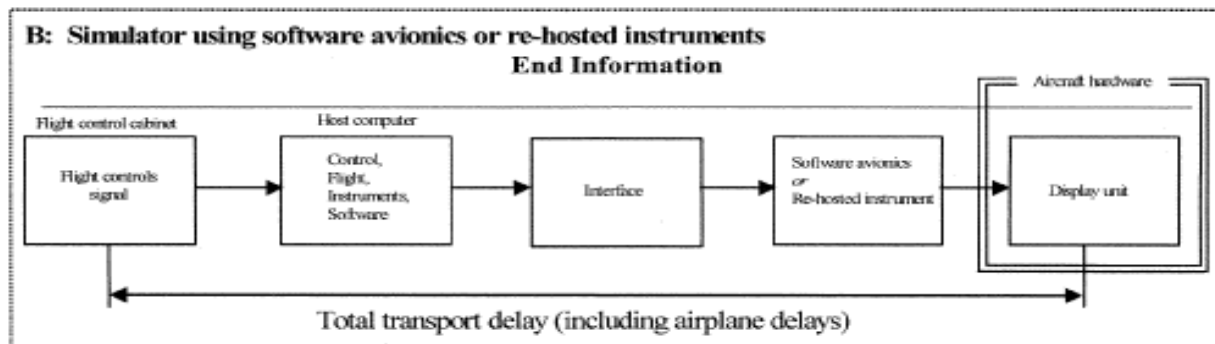 B: Simulator using software avionics or re-hosted instruments
End Information
Aircraft hardware
Flight control cabinet
Host computer
Flight controls
signal
Control,
Flight,
Instruments,
Software
Interface
Software avionics
or
Re-hosted instrument
Display unit
Total transport delay (including airplane delays)